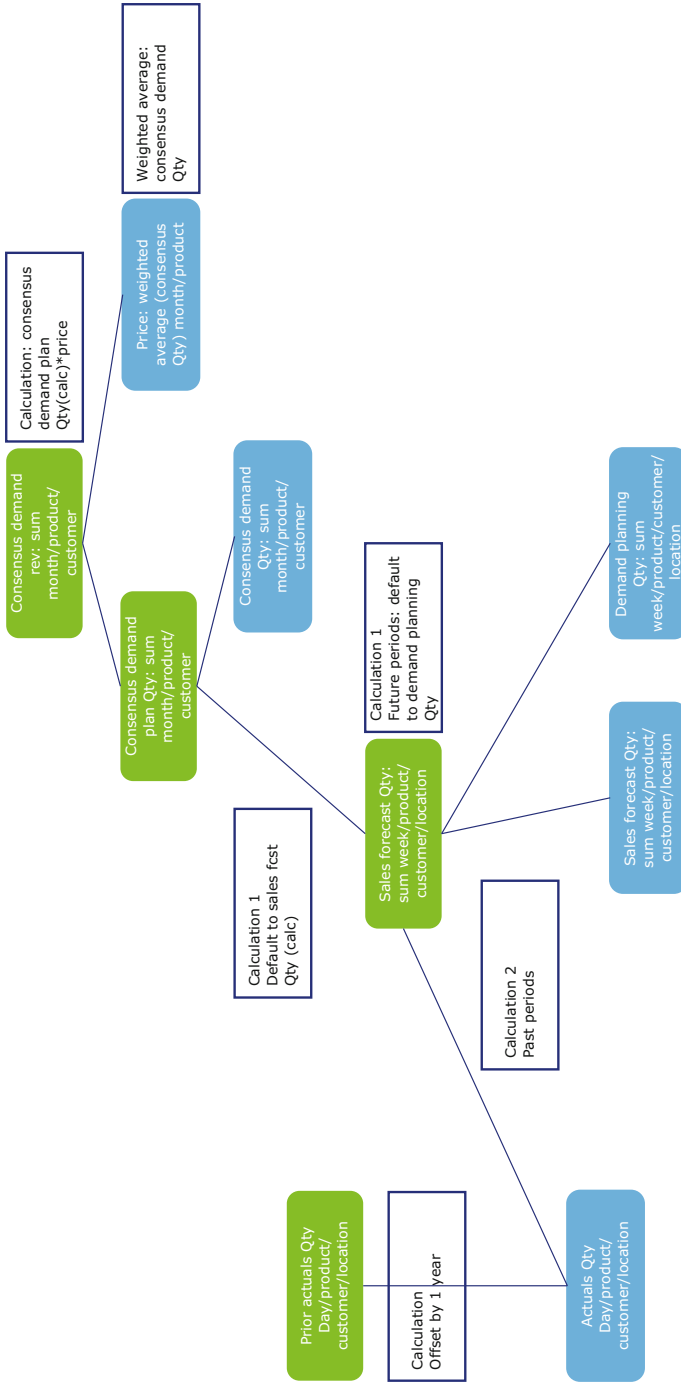 Consensus demand
rev: sum
month/product/
customer
Calculation: consensus
demand plan
Qty(calc)*price
Consensus demand
plan Qty: sum
month/product/
customer
Price: weighted
average (consensus
Qty) month/product
Weighted average:
consensus demand
Qty
Calculation 1
Default to sales fcst
Qty (calc)
Consensus demand
Qty: sum
month/product/
customer
Prior actuals Qty
Day/product/
customer/location
Sales forecast Qty:
sum week/product/
customer/location
Calculation 1
Future periods: default
to demand planning
Qty
Calculation
Offset by 1 year
Calculation 2
Past periods
Actuals Qty
Day/product/
customer/location
Sales forecast Qty:
sum week/product/
customer/location
Demand planning
Qty: sum
week/product/customer/
location